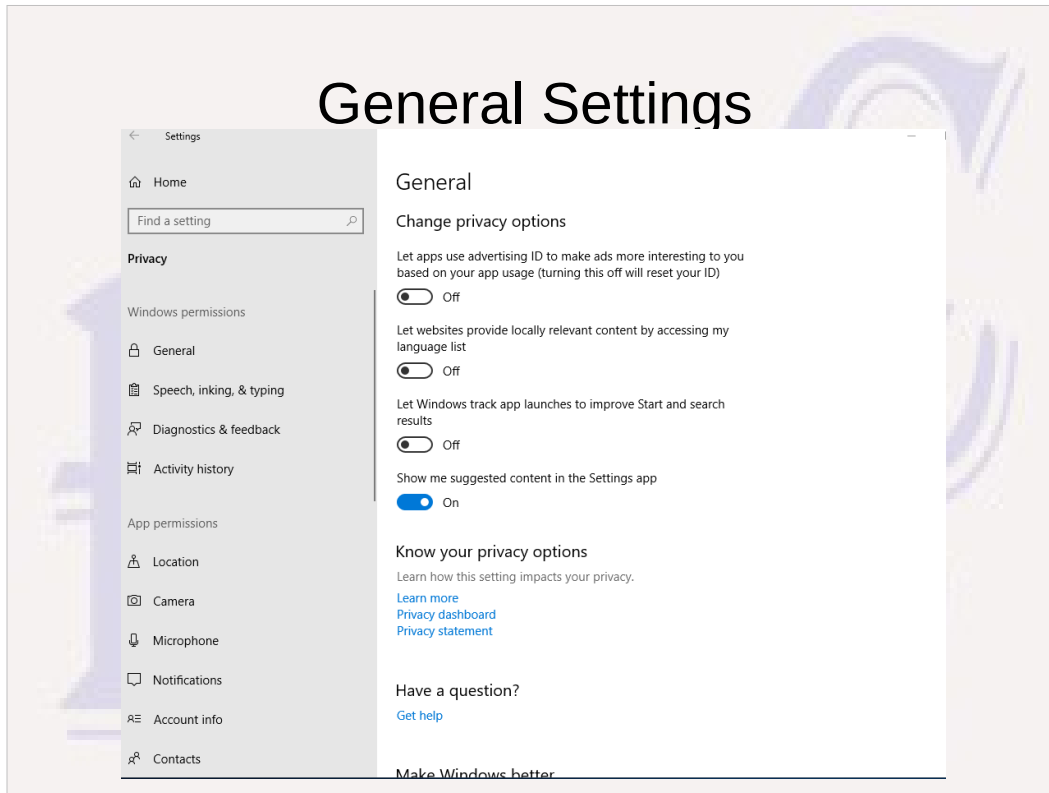 General Settings
Settings
Home
Find a setting
Privacy
Windows permissions
General
Speech, inking, & typing
Diagnostics & feedback
Activity history
App permissions
Location
Camera
Microphone
Notifications
Account info
Contacts
General
Change privacy options
Let apps use advertising ID to make ads more interesting to you
based on your app usage (turning this off will reset your ID)
Off
Let websites provide locally relevant content by accessing my
language list
Off
Let Windows track app launches to improve Start and search
results
Off
Show me suggested content in the Settings app
On
Know your privacy options
Learn how this setting impacts your privacy.
Learn more
Privacy dashboard
Privacy statement
Have a question?
Get help
Make Windows better